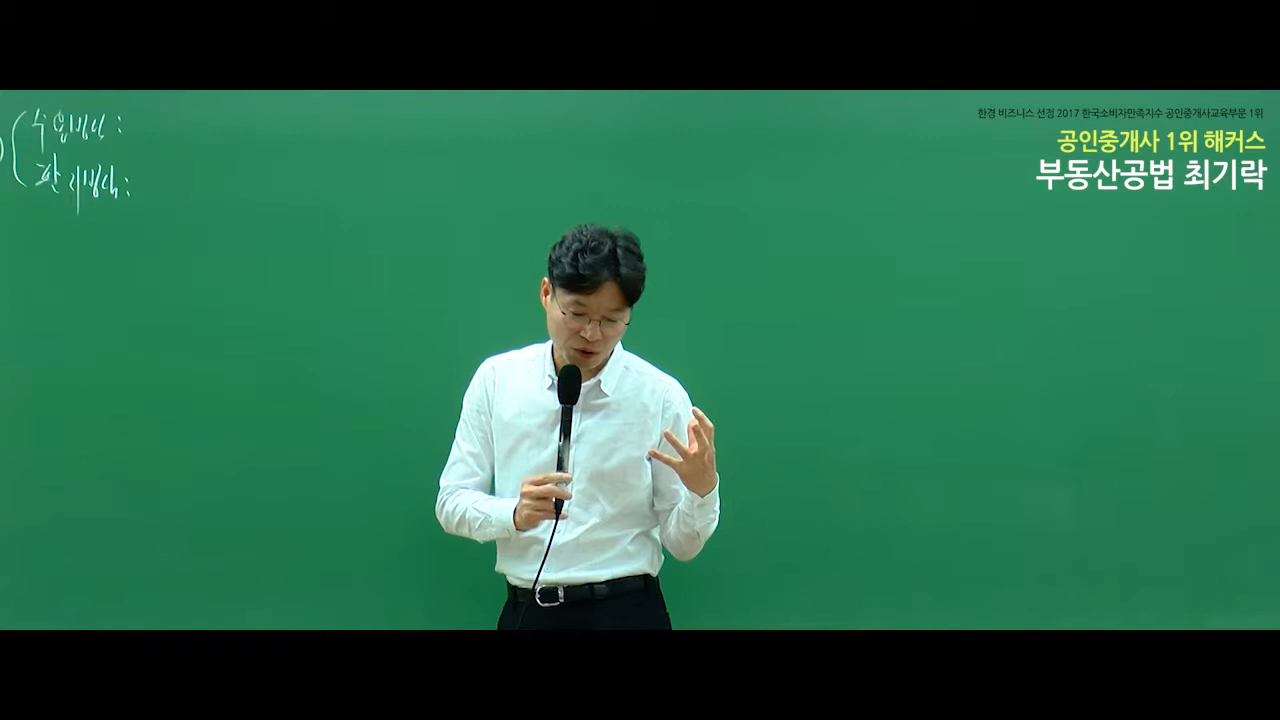 수용방식 :
환지방식 :
한경 비즈니스 선정 2017 한국소비자만족지수 공인중개사교육부문 1위
공인중개사 1위 해커스
부동산공법 최기락